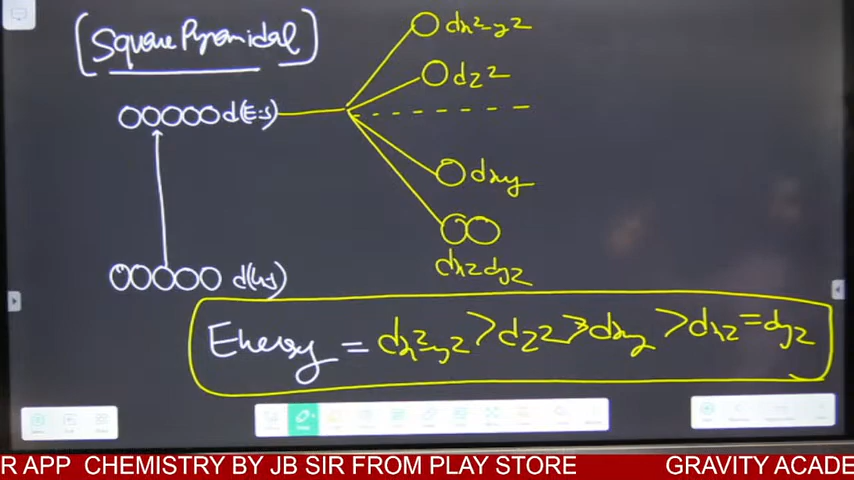 [Square Pyramidal]
dx²-y²
dz²
d(E·s)
dxy
dxz dyz
d(u·s)
Energy = dx²-y² > dz² > dxy > dxz = dyz
R APP CHEMISTRY BY JB SIR FROM PLAY STORE GRAVITY ACADE